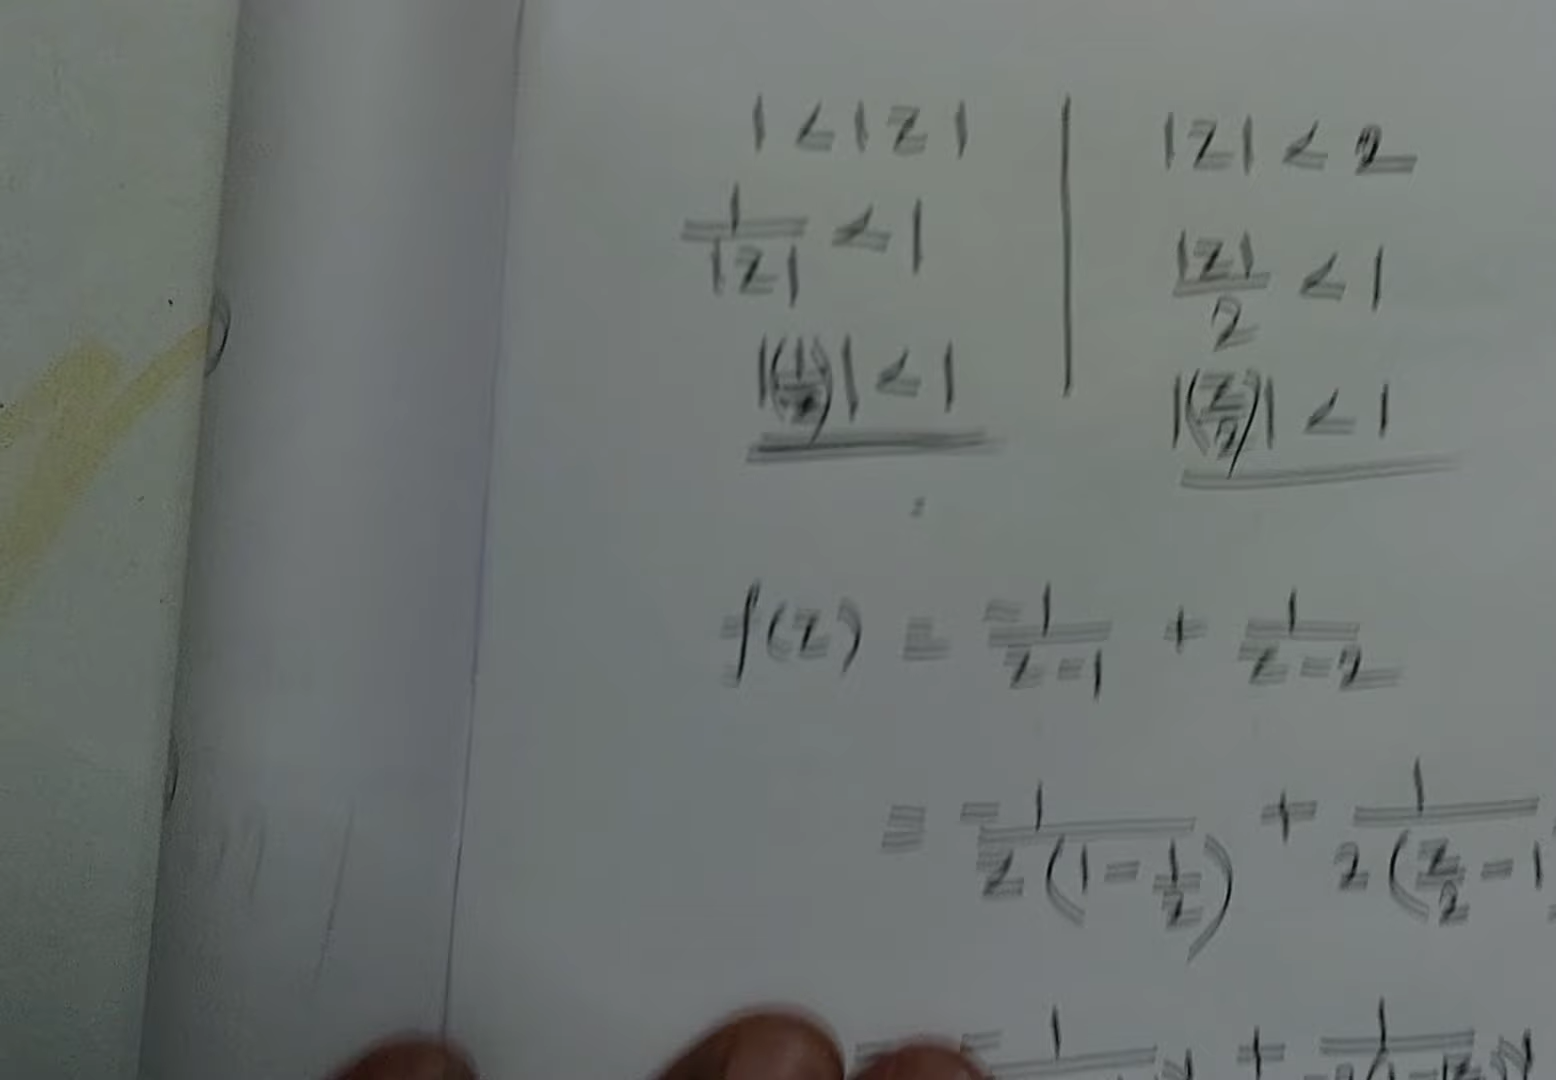 1 < |z| | |z| < 2
1/|z| < 1 | |z|/2 < 1
|(1/z)| < 1 | |(z/2)| < 1
f(z) = -1/(z-1) + 1/(z-2)
= -1/(z(1-1/z)) + 1/(2(z/2-1